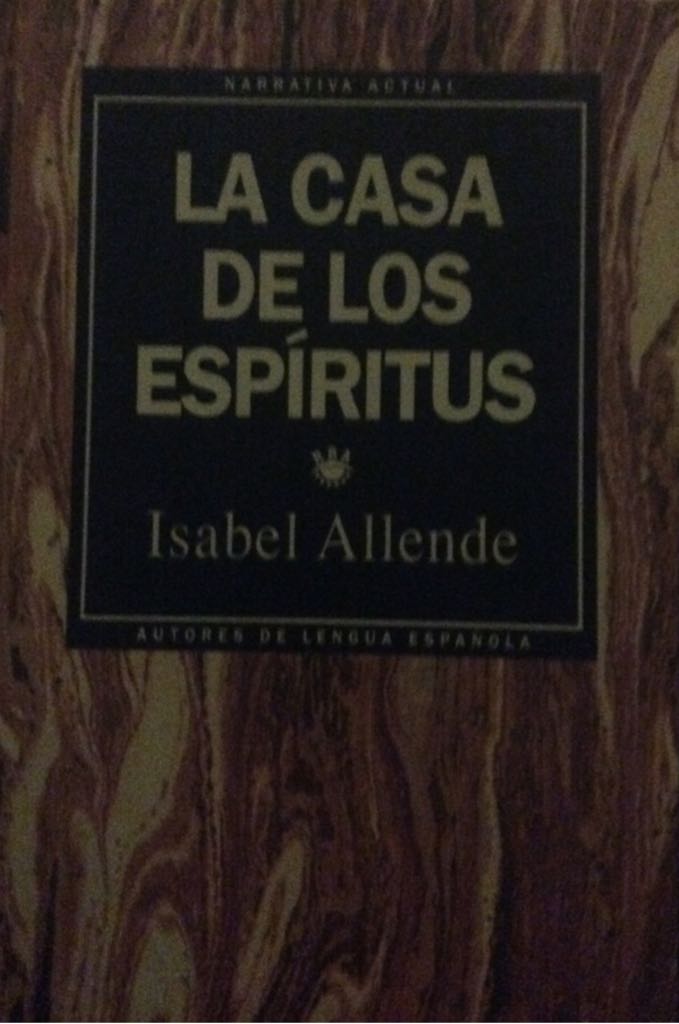 NARRATIVA ACTUAL
LA CASA
DE LOS
ESPÍRITUS
Isabel Allende
AUTORES DE LENGUA ESPAÑOLA